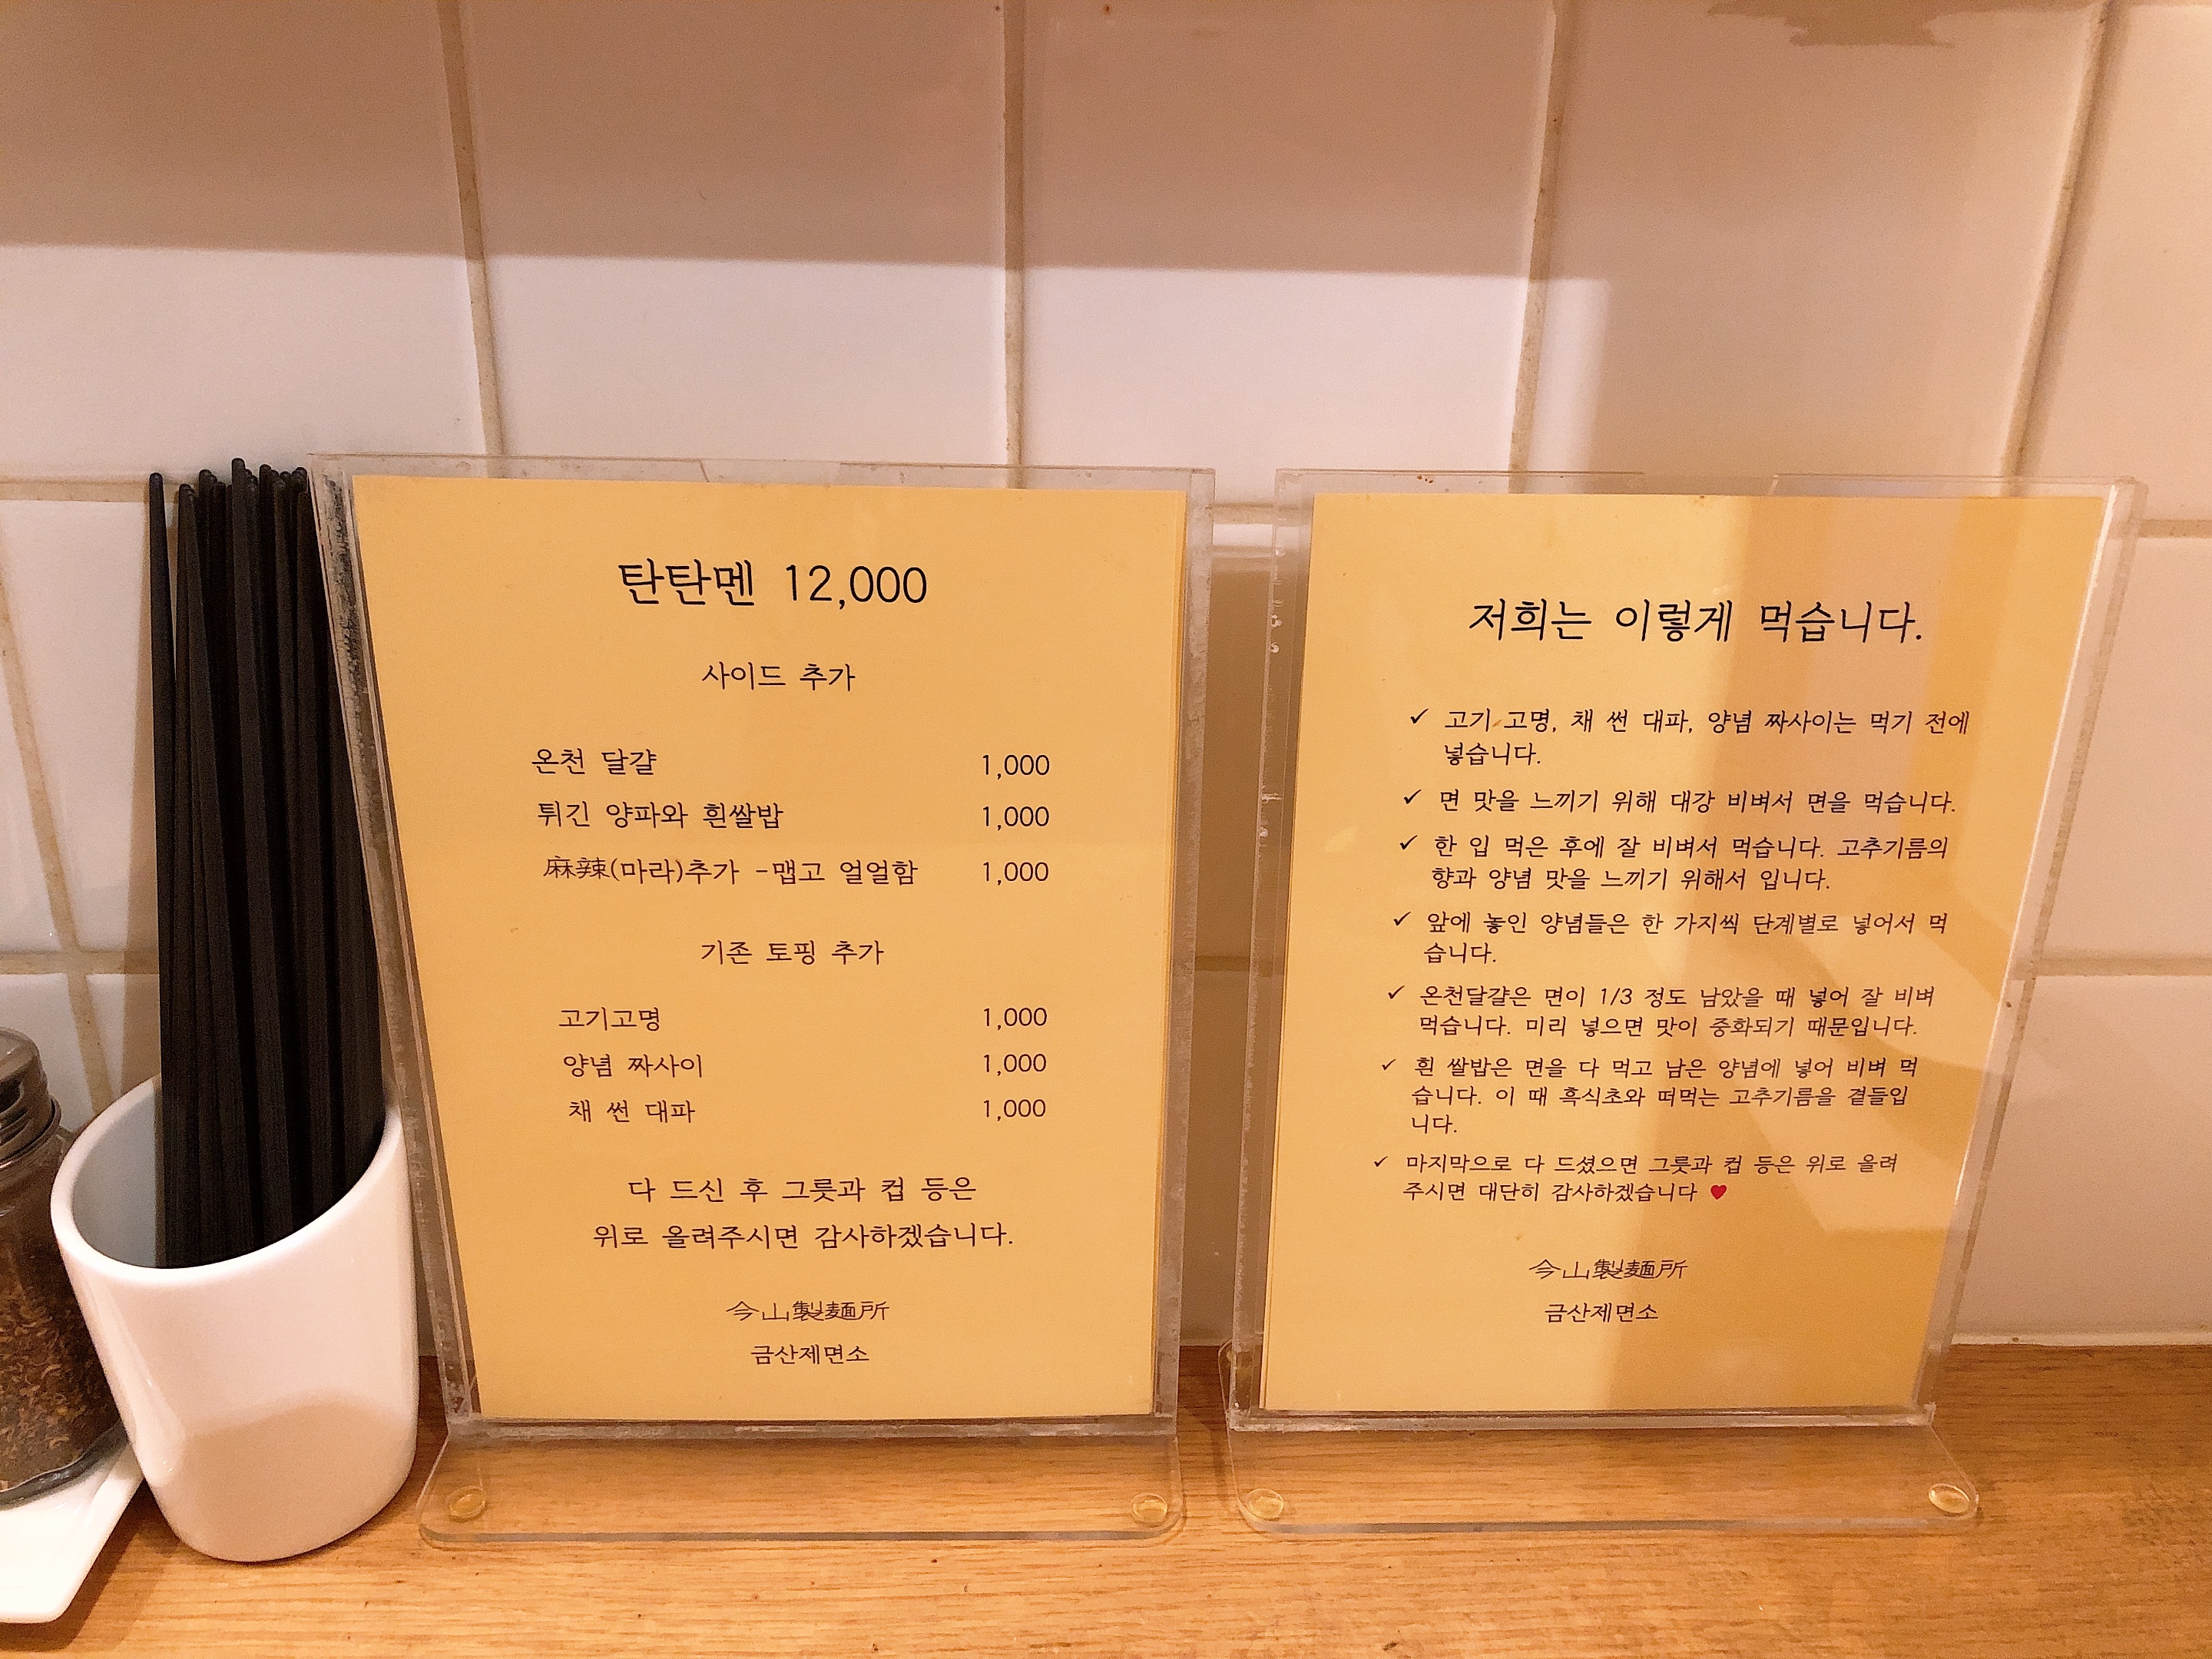 탄탄멘 12,000
사이드 추가
온천 달걀 1,000
튀긴 양파와 흰쌀밥 1,000
麻辣(마라)추가 -맵고 얼얼함 1,000
기존 토핑 추가
고기고명 1,000
양념 짜사이 1,000
채 썬 대파 1,000
다 드신 후 그릇과 컵 등은
위로 올려주시면 감사하겠습니다.
今山製麺所
금산제면소
저희는 이렇게 먹습니다.
✓ 고기 고명, 채 썬 대파, 양념 짜사이는 먹기 전에
넣습니다.
✓ 면 맛을 느끼기 위해 대강 비벼서 면을 먹습니다.
✓ 한 입 먹은 후에 잘 비벼서 먹습니다. 고추기름의
향과 양념 맛을 느끼기 위해서 입니다.
✓ 앞에 놓인 양념들은 한 가지씩 단계별로 넣어서 먹
습니다.
✓ 온천달걀은 면이 1/3 정도 남았을 때 넣어 잘 비벼
먹습니다. 미리 넣으면 맛이 중화되기 때문입니다.
✓ 흰 쌀밥은 면을 다 먹고 남은 양념에 넣어 비벼 먹
습니다. 이 때 흑식초와 떠먹는 고추기름을 곁들입
니다.
✓ 마지막으로 다 드셨으면 그릇과 컵 등은 위로 올려
주시면 대단히 감사하겠습니다 ♥
今山製麺所
금산제면소